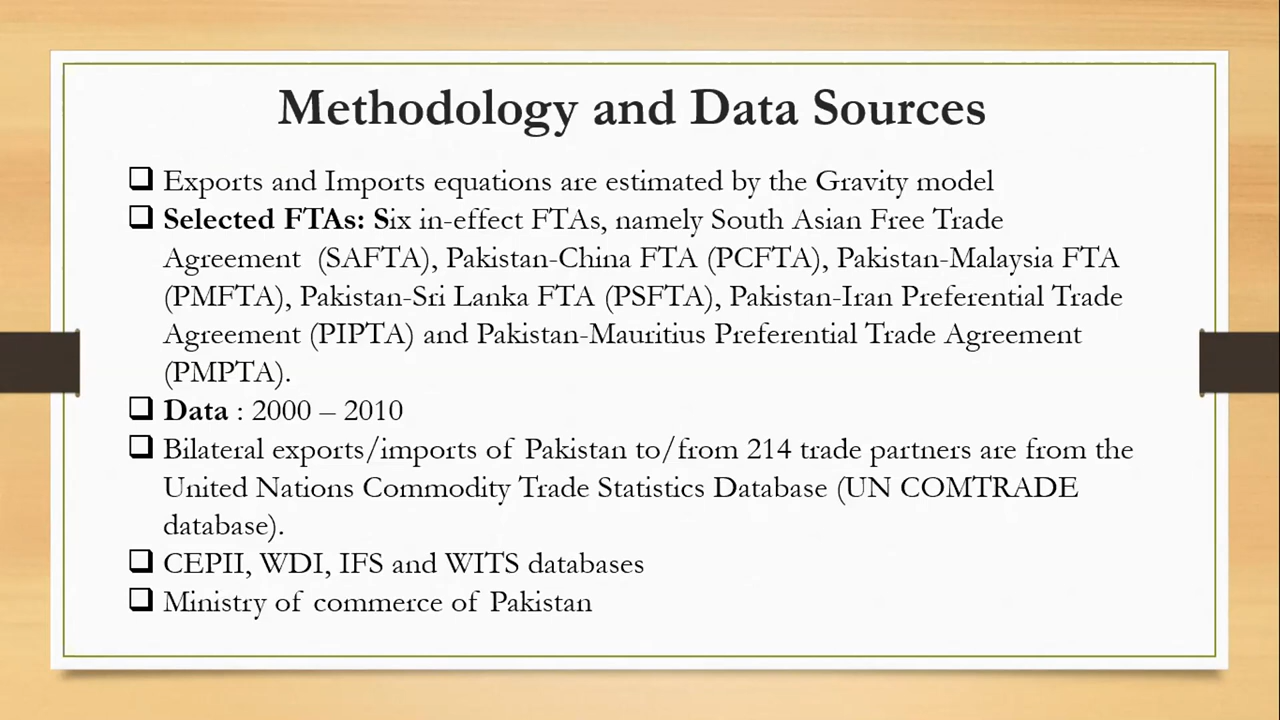 Methodology and Data Sources
Exports and Imports equations are estimated by the Gravity model
Selected FTAs: Six in-effect FTAs, namely South Asian Free Trade
Agreement (SAFTA), Pakistan-China FTA (PCFTA), Pakistan-Malaysia FTA
(PMFTA), Pakistan-Sri Lanka FTA (PSFTA), Pakistan-Iran Preferential Trade
Agreement (PIPTA) and Pakistan-Mauritius Preferential Trade Agreement
(PMPTA).
Data : 2000 – 2010
Bilateral exports/imports of Pakistan to/from 214 trade partners are from the
United Nations Commodity Trade Statistics Database (UN COMTRADE
database).
CEPII, WDI, IFS and WITS databases
Ministry of commerce of Pakistan